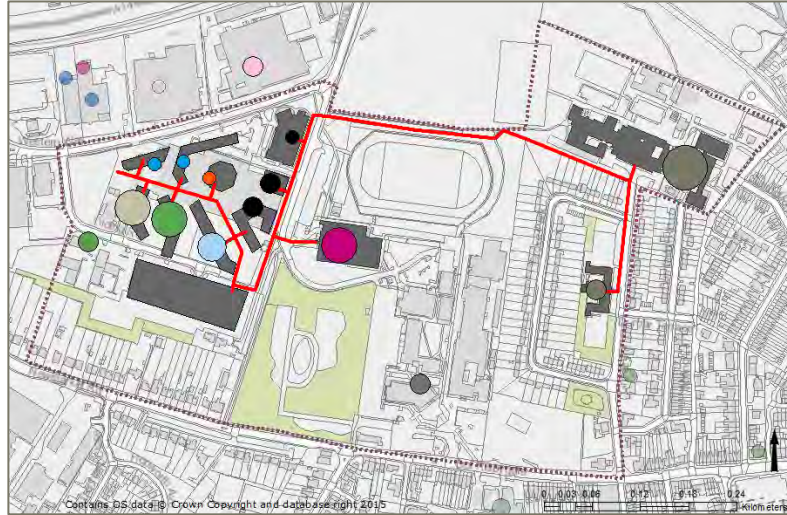 0 0.03 0.06 0.12 0.18 0.24
Kilometers
Contains OS data © Crown Copyright and database right 2015